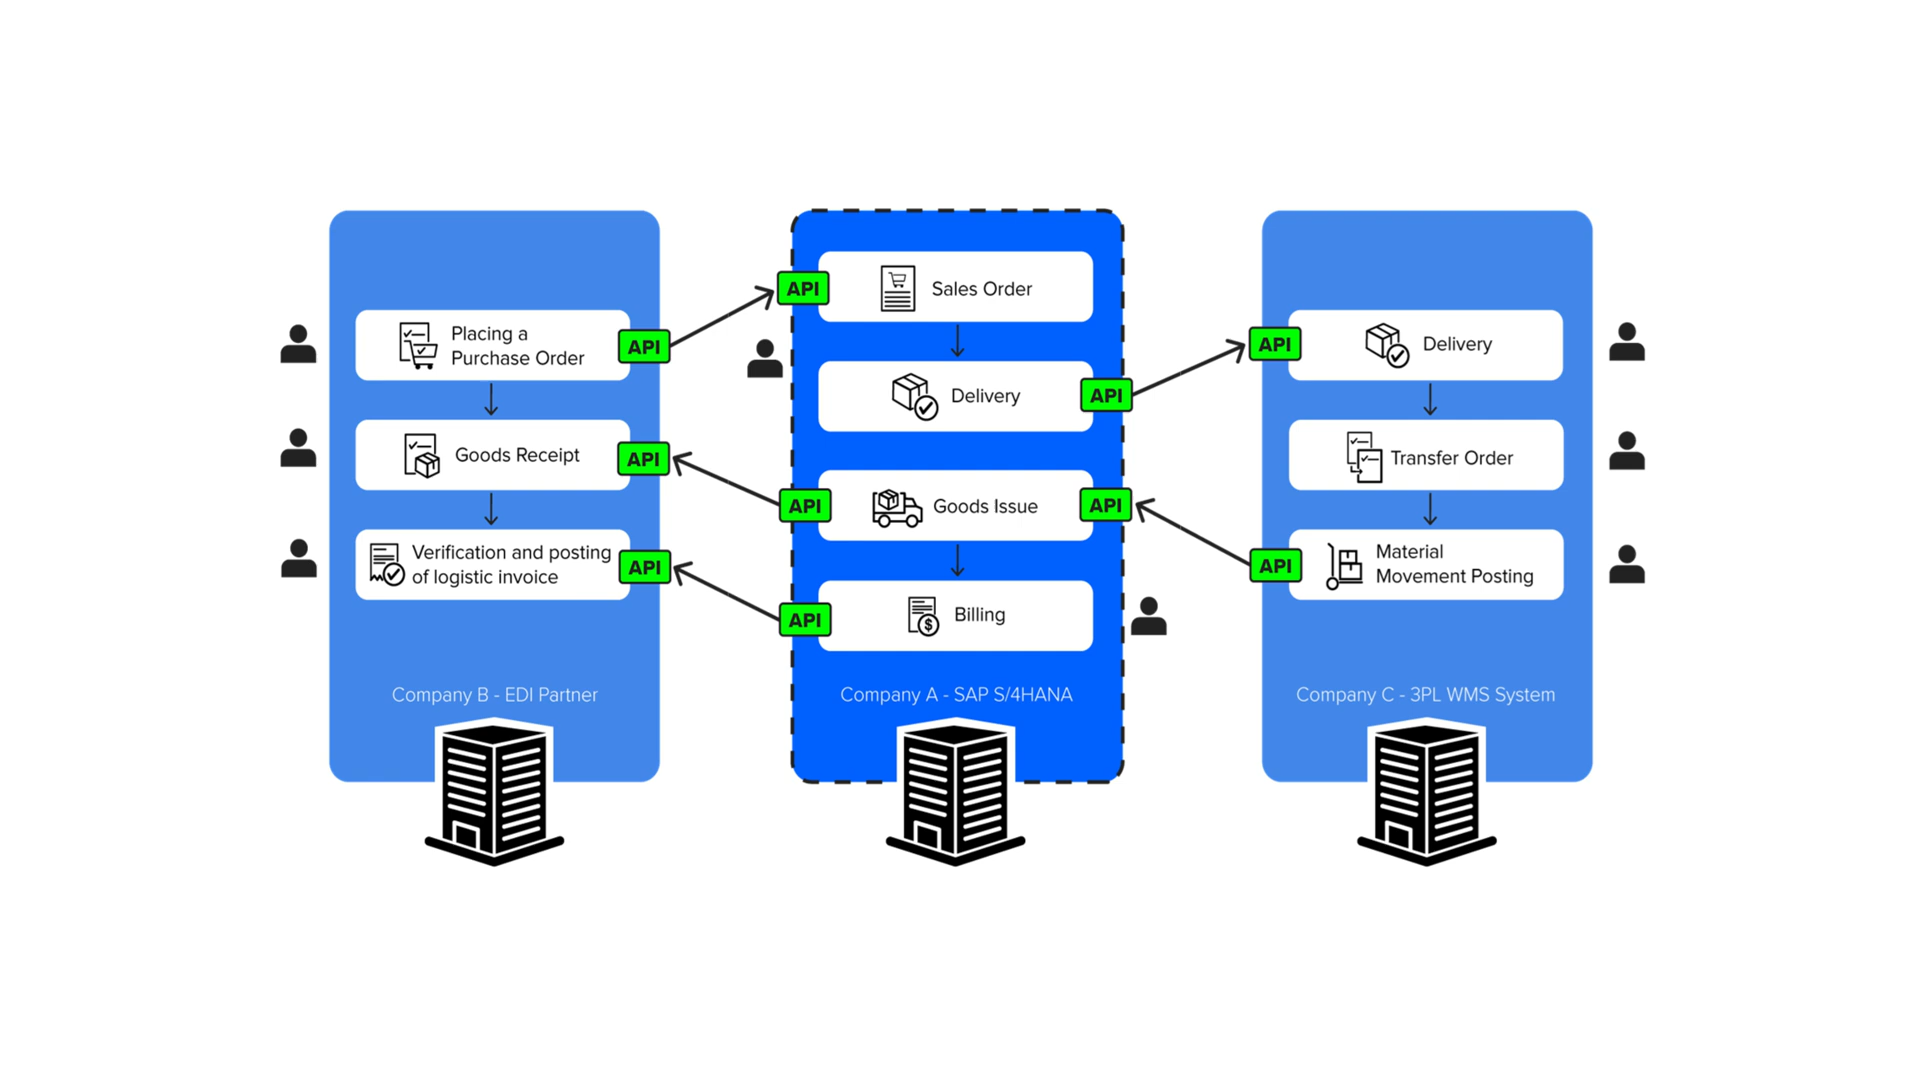 Placing a
Purchase Order
API
Goods Receipt
API
Verification and posting
of logistic invoice
API
Company B - EDI Partner
API
Sales Order
Delivery
API
API
Goods Issue
API
API
Billing
Company A - SAP S/4HANA
API
Delivery
Transfer Order
API
Material
Movement Posting
Company C - 3PL WMS System